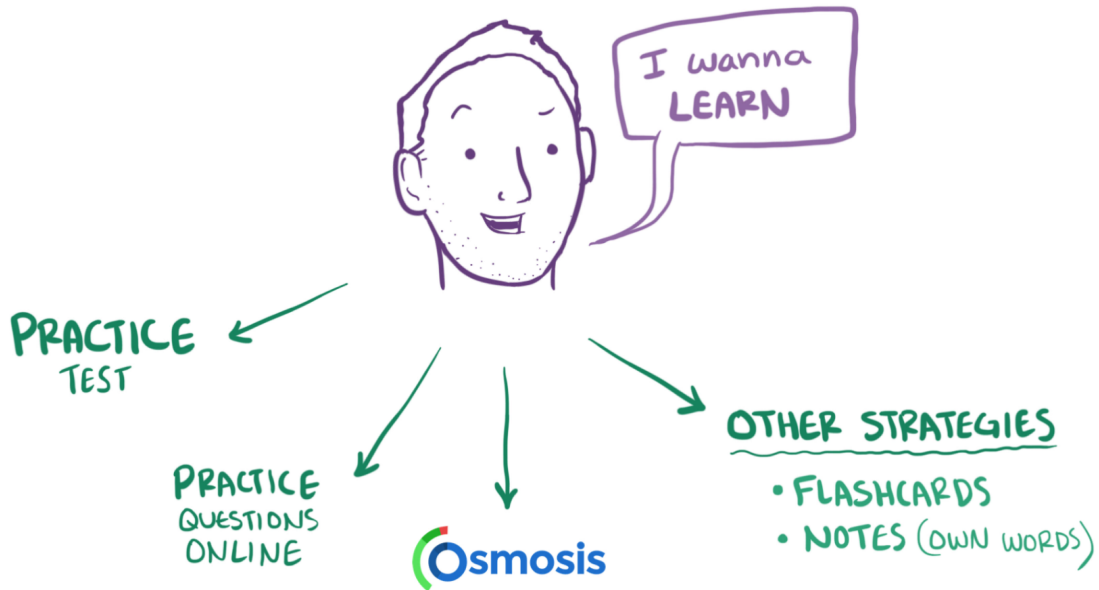 I wanna
LEARN
PRACTICE
TEST
PRACTICE
QUESTIONS
ONLINE
Osmosis
OTHER STRATEGIES
• FLASHCARDS
• NOTES (OWN WORDS)